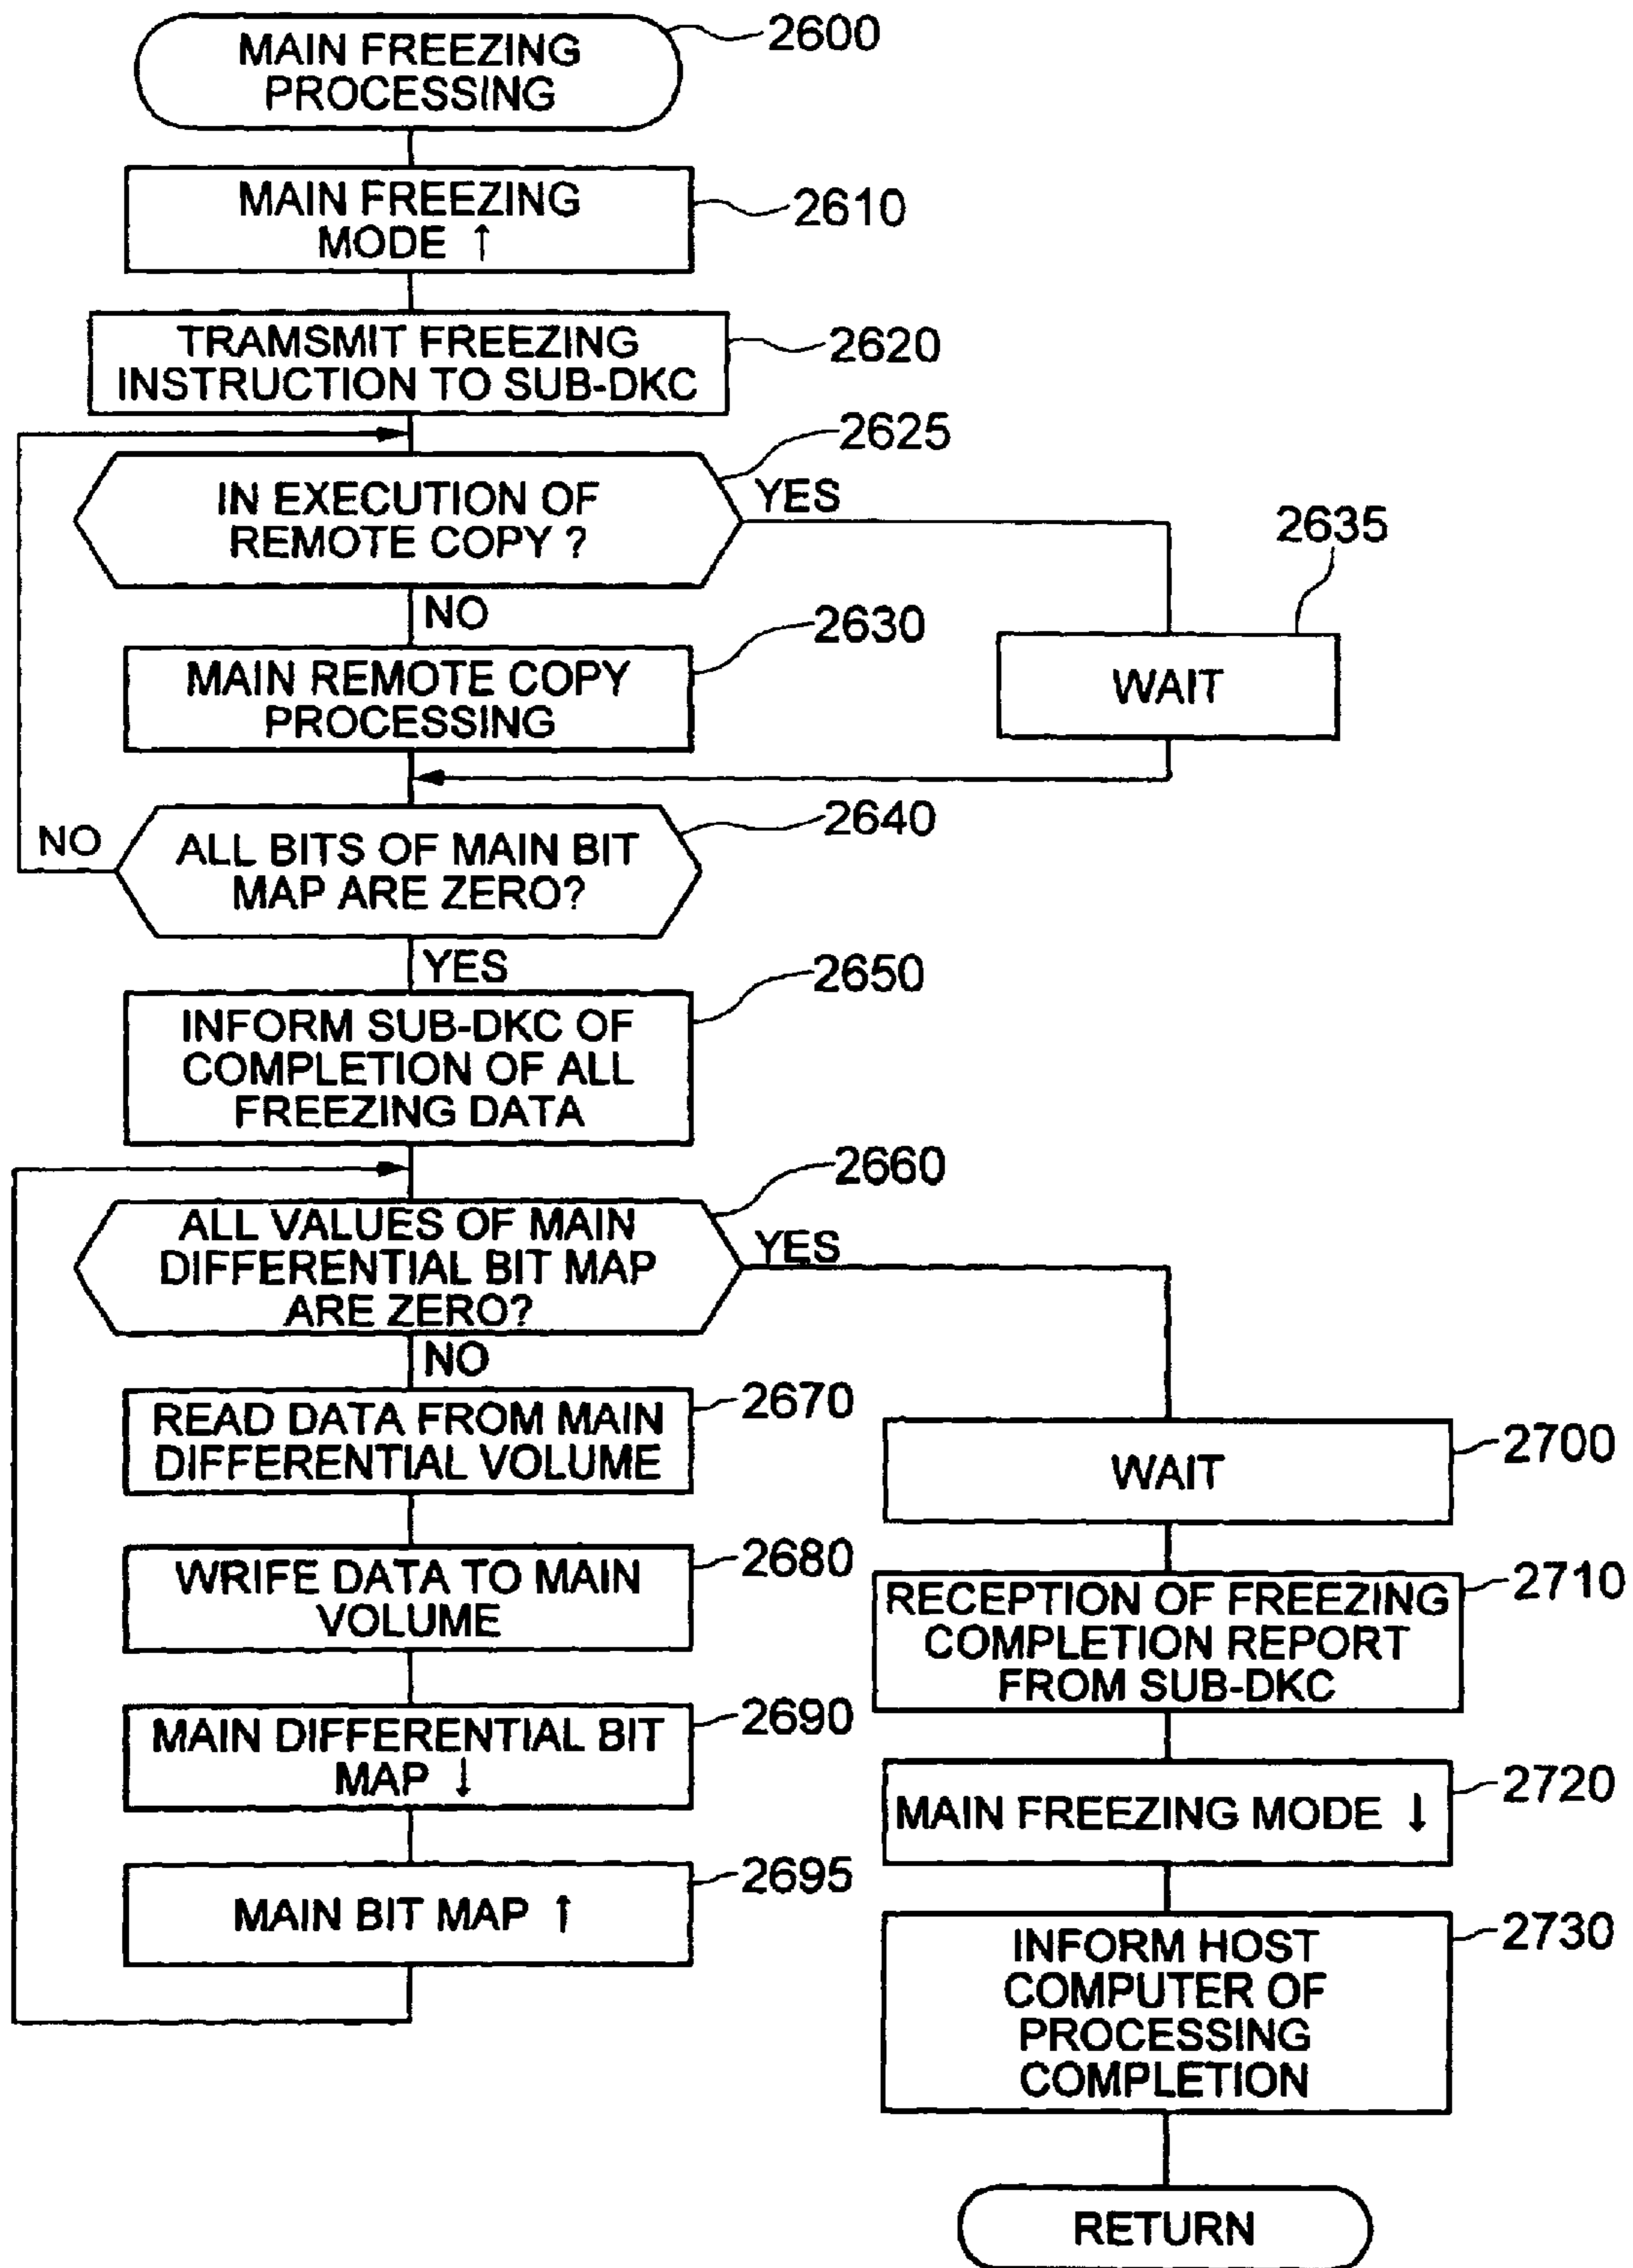 MAIN FREEZING
PROCESSING
2600
MAIN FREEZING
MODE ↑
2610
TRAMSMIT FREEZING
INSTRUCTION TO SUB-DKC
2620
IN EXECUTION OF
REMOTE COPY ?
2625
YES
NO
2635
WAIT
MAIN REMOTE COPY
PROCESSING
2630
ALL BITS OF MAIN BIT
MAP ARE ZERO?
2640
NO
YES
INFORM SUB-DKC OF
COMPLETION OF ALL
FREEZING DATA
2650
ALL VALUES OF MAIN
DIFFERENTIAL BIT MAP
ARE ZERO?
2660
YES
NO
READ DATA FROM MAIN
DIFFERENTIAL VOLUME
2670
WRIFE DATA TO MAIN
VOLUME
2680
MAIN DIFFERENTIAL BIT
MAP ↓
2690
MAIN BIT MAP ↑
2695
WAIT
2700
RECEPTION OF FREEZING
COMPLETION REPORT
FROM SUB-DKC
2710
MAIN FREEZING MODE ↓
2720
INFORM HOST
COMPUTER OF
PROCESSING
COMPLETION
2730
RETURN